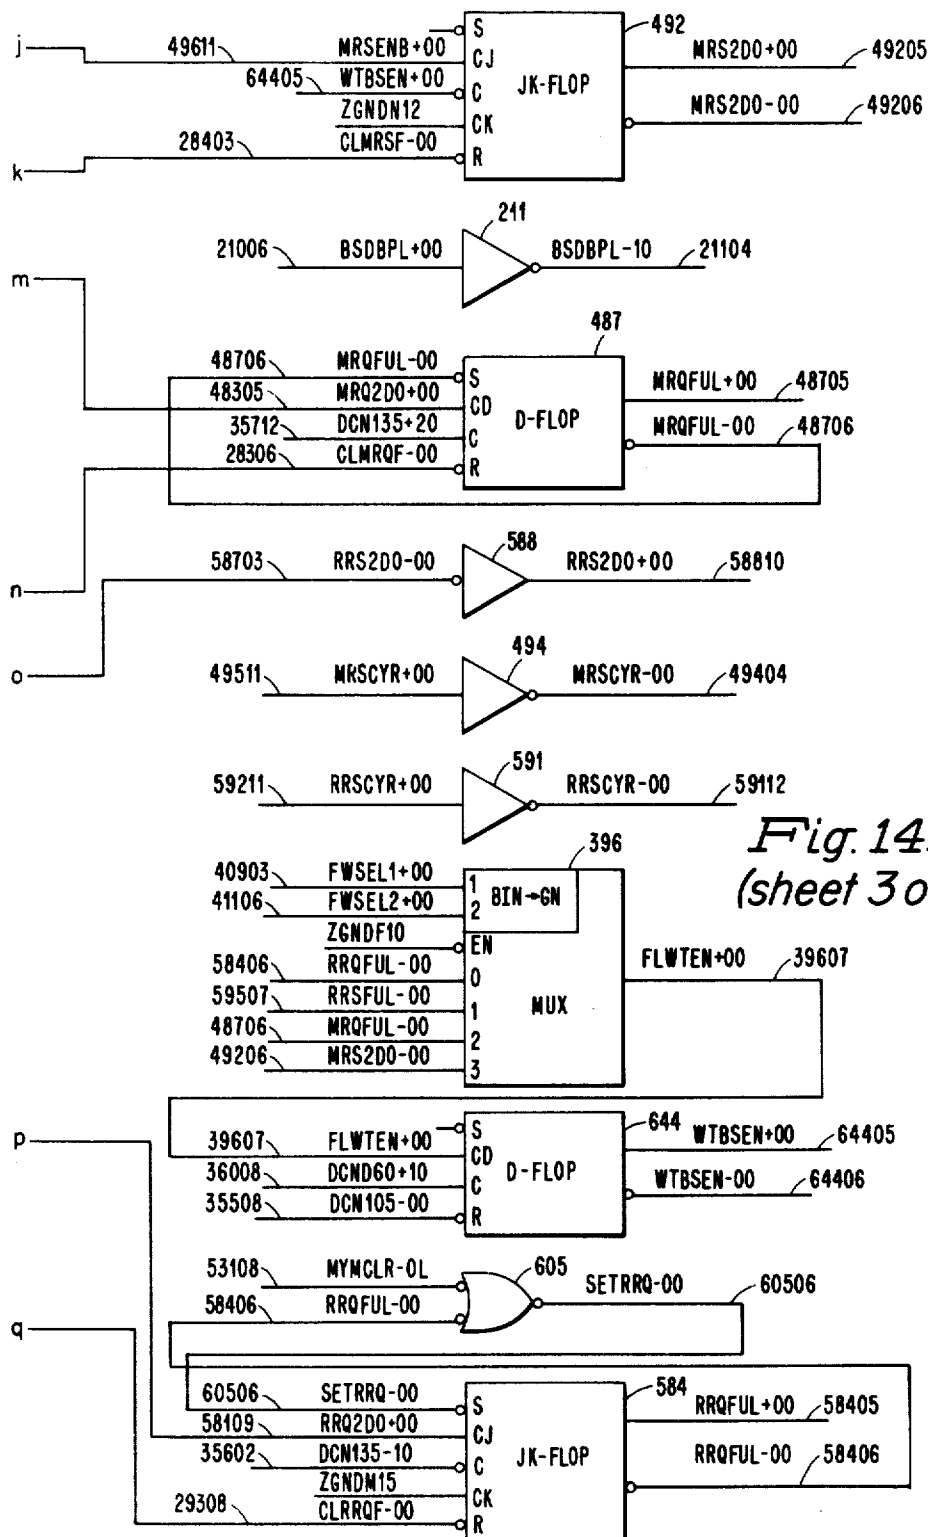 j 49611 MRSENB+00 S 492 MRS2D0+00 49205
64405 WTBSEN+00 CJ JK-FLOP
ZGNDN12 C MRS2D0-00 49206
CK
k 28403 CLMRSF-00 R
211
21006 BSDBPL+00 BSDBPL-10 21104
m
487
48706 MRQFUL-00 S MRQFUL+00 48705
48305 MRQ2D0+00 CD D-FLOP
35712 DCN135+20 C MRQFUL-00 48706
28306 CLMRQF-00 R
588
58703 RRS2D0-00 RRS2D0+00 58810
n
o
494
49511 MRSCYR+00 MRSCYR-00 49404
591
59211 RRSCYR+00 RRSCYR-00 59112
Fig. 14.
(sheet 3 o
396
40903 FWSEL1+00 1 BIN→GN
41106 FWSEL2+00 2
ZGNDF10 EN
58406 RRQFUL-00 0 FLWTEN+00 39607
59507 RRSFUL-00 1 MUX
48706 MRQFUL-00 2
49206 MRS2D0-00 3
p
644
S WTBSEN+00 64405
39607 FLWTEN+00 CD D-FLOP
36008 DCND60+10 C WTBSEN-00 64406
35508 DCN105-00 R
53108 MYMCLR-0L 605 SETRRQ-00 60506
58406 RRQFUL-00
q
584
60506 SETRRQ-00 S RRQFUL+00 58405
58109 RRQ2D0+00 CJ JK-FLOP
35602 DCN135-10 C RRQFUL-00 58406
ZGNDM15 CK
29308 CLRRQF-00 R